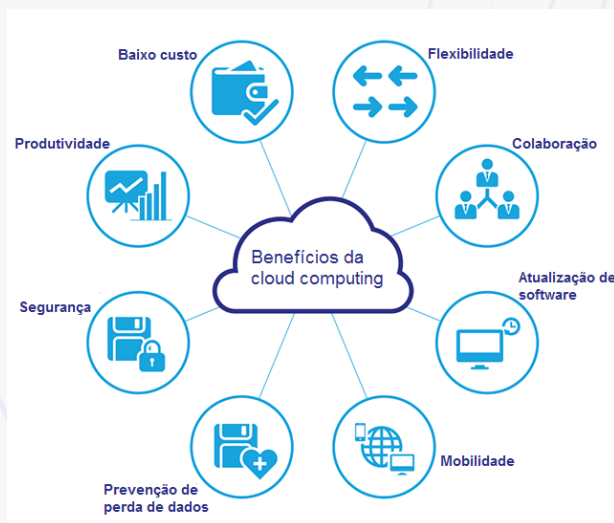 Baixo custo
Flexibilidade
Produtividade
Colaboração
Benefícios da
cloud computing
Segurança
Atualização de
software
Mobilidade
Prevenção de
perda de dados